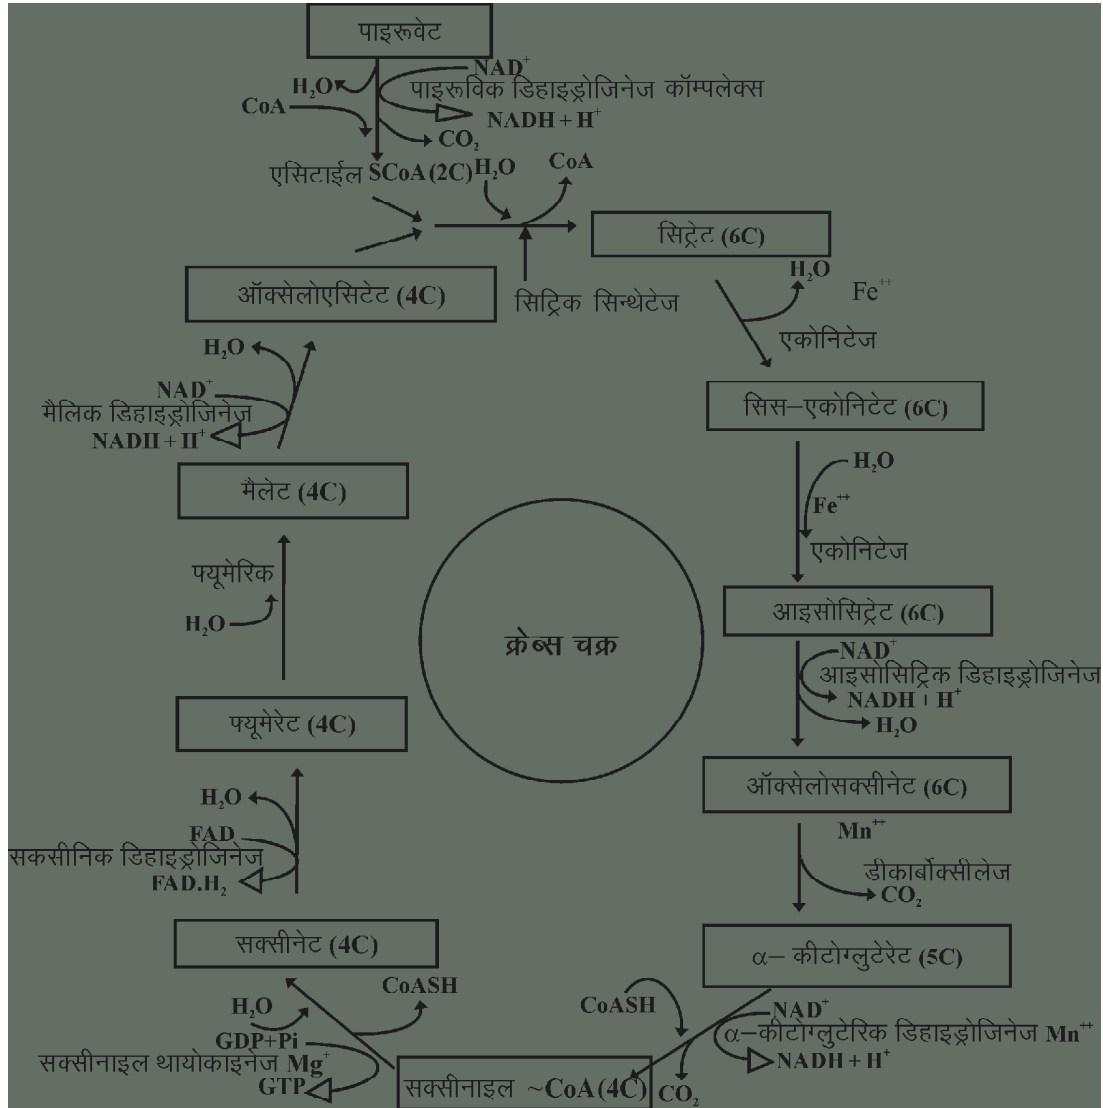 पाइरूवेट
NAD⁺
H₂O
पाइरूविक डिहाइड्रोजिनेज कॉम्पलेक्स
CoA
NADH + H⁺
CO₂
एसिटाईल SCoA (2C)
H₂O
CoA
सिट्रेट (6C)
H₂O
Fe⁺⁺
ऑक्सेलोएसिटेट (4C)
सिट्रिक सिन्थेटेज
एकोनिटेज
H₂O
NAD⁺
मैलिक डिहाइड्रोजिनेज
NADH + H⁺
सिस–एकोनिटेट (6C)
H₂O
मैलेट (4C)
Fe⁺⁺
एकोनिटेज
फ्यूमेरिक
H₂O
आइसोसिट्रेट (6C)
क्रेब्स चक्र
NAD⁺
आइसोसिट्रिक डिहाइड्रोजिनेज
NADH + H⁺
H₂O
फ्यूमेरेट (4C)
ऑक्सेलोसक्सीनेट (6C)
H₂O
FAD
सकसीनिक डिहाइड्रोजिनेज
FAD.H₂
Mn⁺⁺
डीकार्बोक्सीलेज
CO₂
सक्सीनेट (4C)
α– कीटोग्लुटेरेट (5C)
CoASH
H₂O
GDP+Pi
सक्सीनाइल थायोकाइनेज Mg⁺
GTP
CoASH
NAD⁺
α-कीटोग्लुटेरिक डिहाइड्रोजिनेज Mn⁺⁺
NADH + H⁺
सक्सीनाइल ~CoA (4C)
CO₂